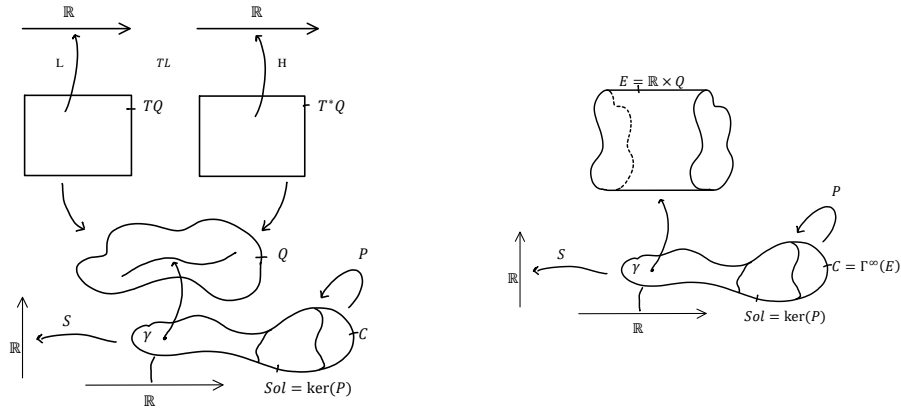 ℝ ℝ
L TL H
TQ T*Q
E = ℝ × Q
Q
P
S
ℝ
γ
C
Sol = ker(P)
ℝ
P
S
ℝ
γ
C = Γ^∞(E)
Sol = ker(P)
ℝ